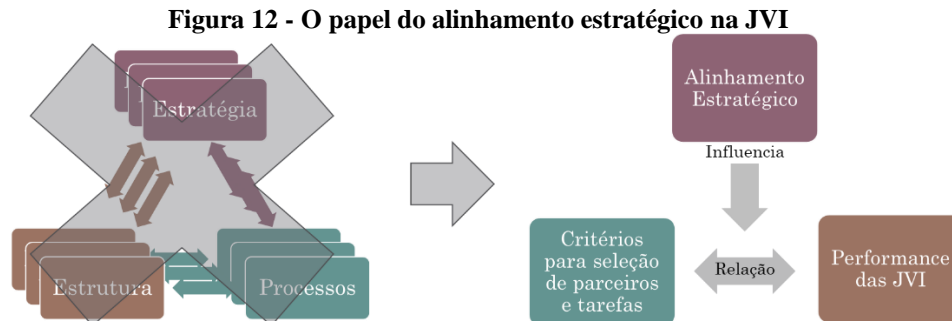 Figura 12 - O papel do alinhamento estratégico na JVI
Estratégia
Estrutura
Processos
Alinhamento
Estratégico
Influencia
Critérios
para seleção
de parceiros
e tarefas
Relação
Performance
das JVI